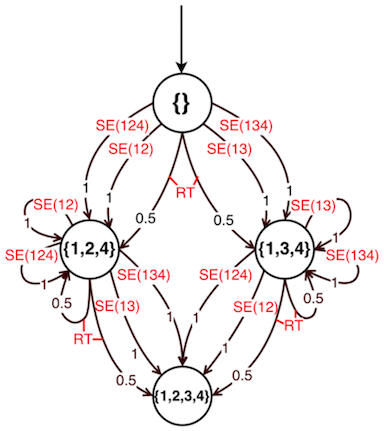 {}
SE(124)
SE(134)
SE(12)
SE(13)
1
1
1
1
RT
0.5
0.5
SE(12)
SE(13)
1
1
{1,2,4}
{1,3,4}
SE(124)
SE(134)
1
1
SE(134)
SE(124)
0.5
0.5
SE(13)
SE(12)
1
1
RT
RT
1
1
0.5
0.5
{1,2,3,4}